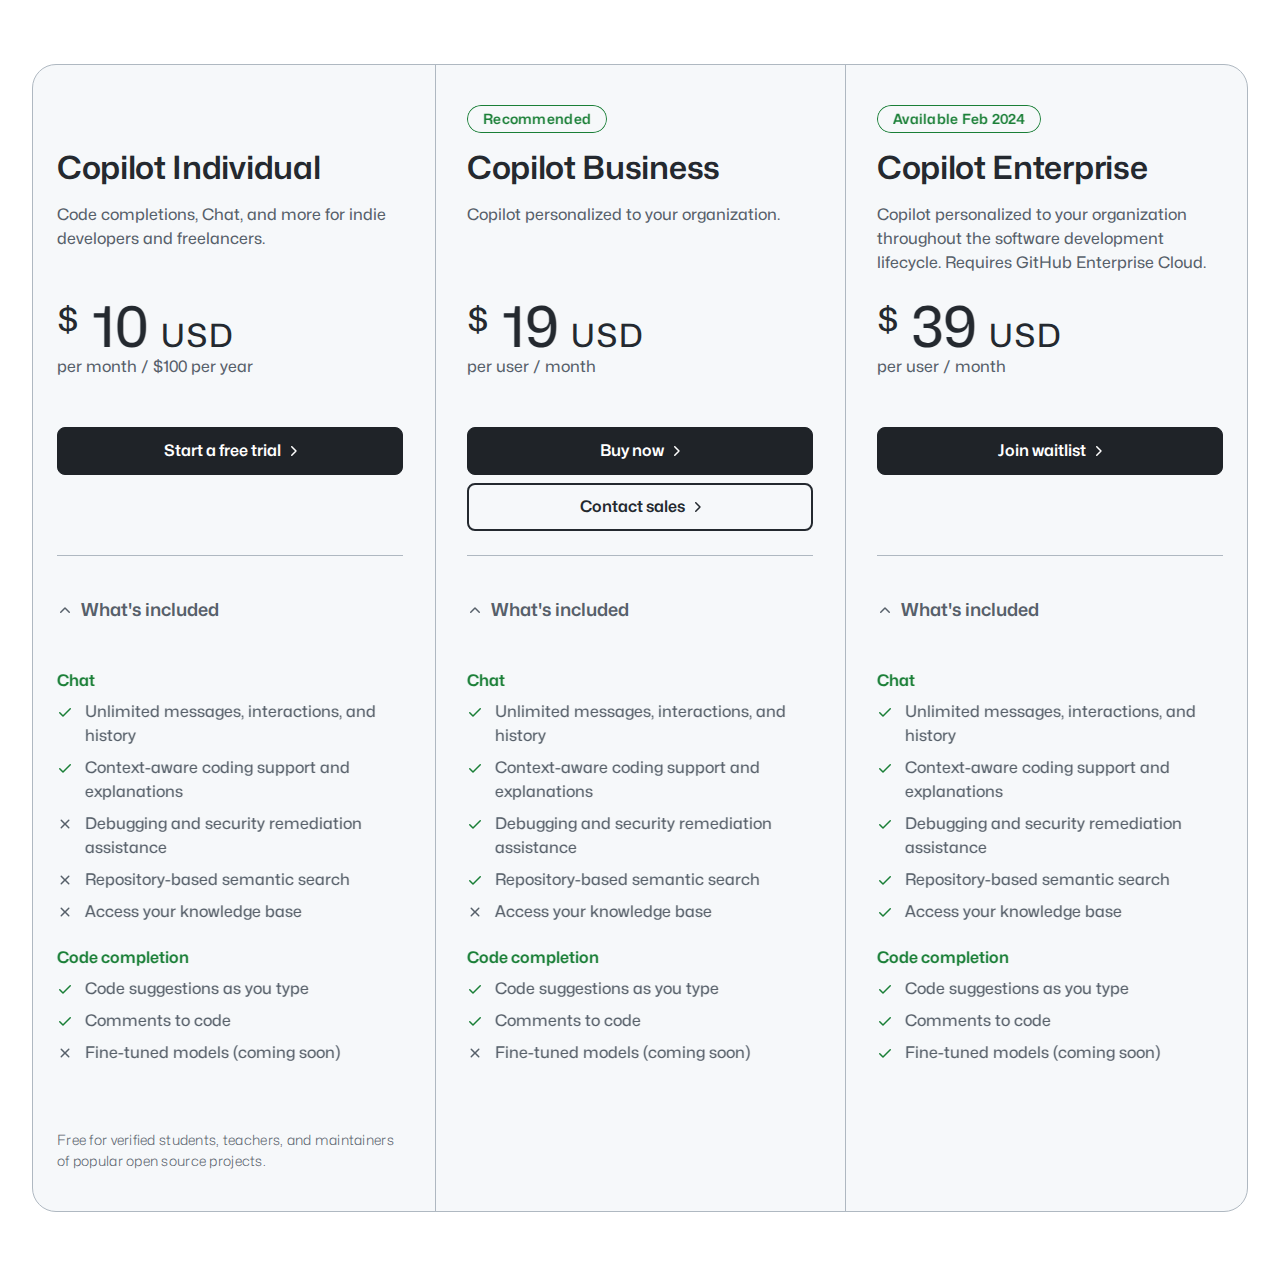 Copilot Individual
Code completions, Chat, and more for indie
developers and freelancers.
$ 10 USD
per month / $100 per year
Start a free trial
What's included
Chat
Unlimited messages, interactions, and
history
Context-aware coding support and
explanations
Debugging and security remediation
assistance
Repository-based semantic search
Access your knowledge base
Code completion
Code suggestions as you type
Comments to code
Fine-tuned models (coming soon)
Free for verified students, teachers, and maintainers
of popular open source projects.
Recommended
Copilot Business
Copilot personalized to your organization.
$ 19 USD
per user / month
Buy now
Contact sales
What's included
Chat
Unlimited messages, interactions, and
history
Context-aware coding support and
explanations
Debugging and security remediation
assistance
Repository-based semantic search
Access your knowledge base
Code completion
Code suggestions as you type
Comments to code
Fine-tuned models (coming soon)
Available Feb 2024
Copilot Enterprise
Copilot personalized to your organization
throughout the software development
lifecycle. Requires GitHub Enterprise Cloud.
$ 39 USD
per user / month
Join waitlist
What's included
Chat
Unlimited messages, interactions, and
history
Context-aware coding support and
explanations
Debugging and security remediation
assistance
Repository-based semantic search
Access your knowledge base
Code completion
Code suggestions as you type
Comments to code
Fine-tuned models (coming soon)